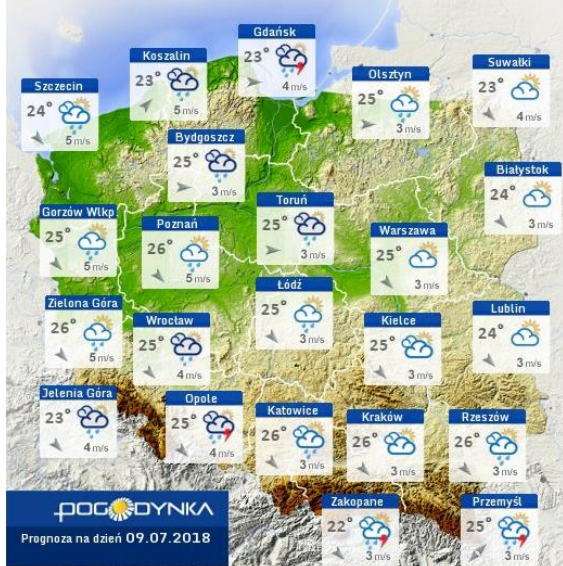 Gdańsk
23°
4 m/s
Koszalin
23°
5 m/s
Suwałki
23°
4 m/s
Olsztyn
25°
3 m/s
Szczecin
24°
5 m/s
Bydgoszcz
25°
3 m/s
Białystok
24°
3 m/s
Toruń
25°
3 m/s
Gorzów Wlkp
25°
5 m/s
Poznań
26°
5 m/s
Warszawa
25°
3 m/s
Łódź
25°
3 m/s
Zielona Góra
26°
5 m/s
Lublin
24°
3 m/s
Wrocław
25°
4 m/s
Kielce
25°
3 m/s
Jelenia Góra
23°
4 m/s
Opole
25°
4 m/s
Katowice
26°
3 m/s
Kraków
26°
3 m/s
Rzeszów
26°
3 m/s
Zakopane
22°
3 m/s
Przemyśl
25°
3 m/s
POGODYNKA
Prognoza na dzień 09.07.2018